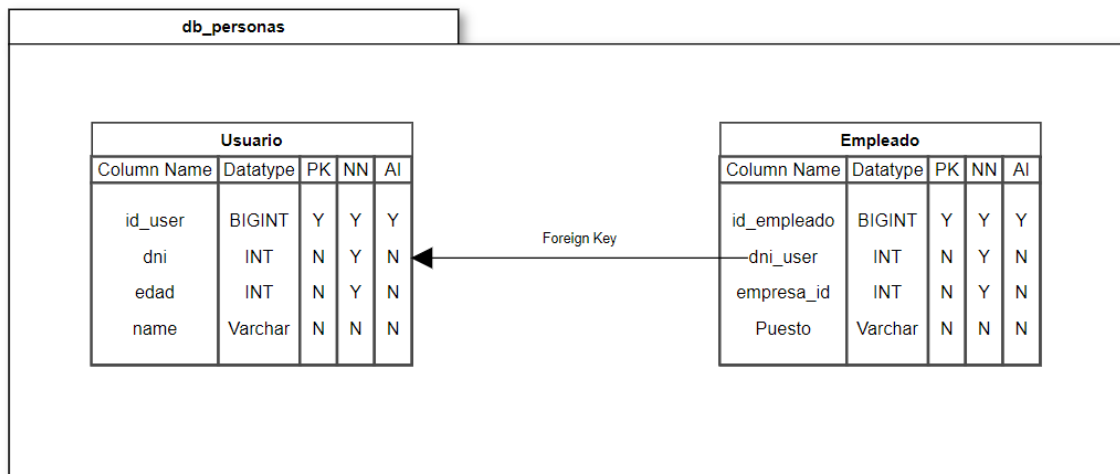 db_personas
Usuario
Column Name Datatype PK NN AI
id_user BIGINT Y Y Y
dni INT N Y N
edad INT N Y N
name Varchar N N N
Foreign Key
Empleado
Column Name Datatype PK NN AI
id_empleado BIGINT Y Y Y
dni_user INT N Y N
empresa_id INT N Y N
Puesto Varchar N N N